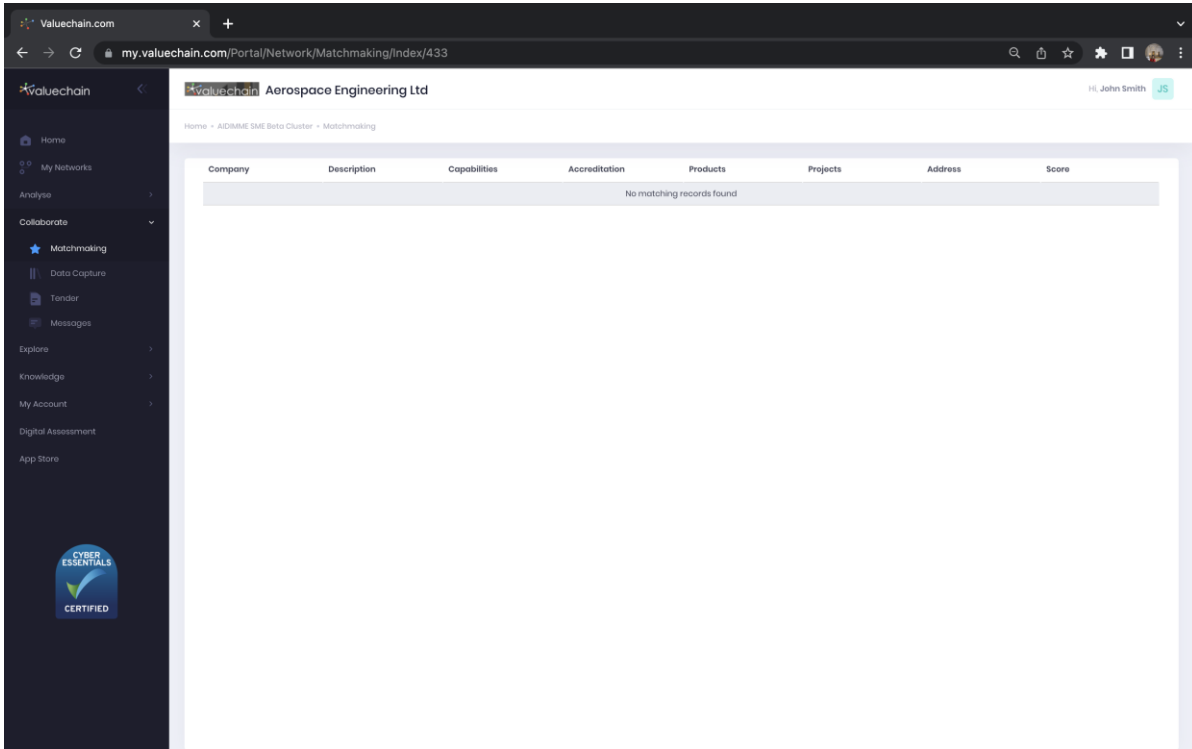 Valuechain.com
my.valuechain.com/Portal/Network/Matchmaking/Index/433
valuechain
valuechain Aerospace Engineering Ltd
Hi, John Smith JS
Home • AIDIMME SME Beta Cluster • Matchmaking
Home
My Networks
Analyse
Collaborate
Matchmaking
Data Capture
Tender
Messages
Explore
Knowledge
My Account
Digital Assessment
App Store
CYBER
ESSENTIALS
CERTIFIED
Company Description Capabilities Accreditation Products Projects Address Score
No matching records found